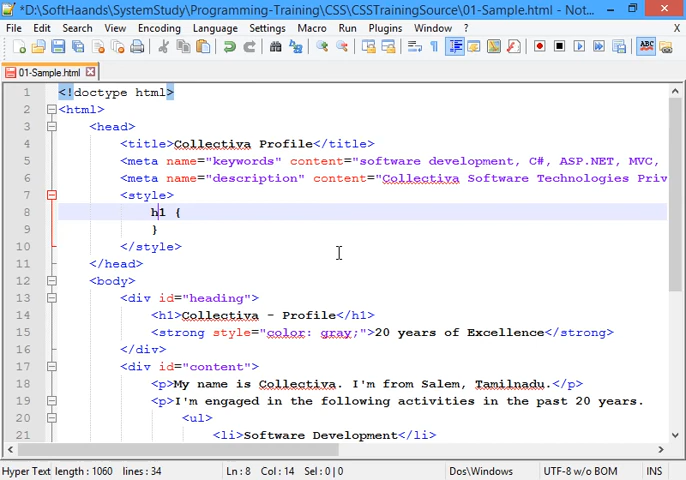 *D:\SoftHaands\SystemStudy\Programming-Training\CSS\CSSTrainingSource\01-Sample.html - Not...
File Edit Search View Encoding Language Settings Macro Run Plugins Window ? X
ABC
01-Sample.html
1 <!doctype html>
2 <html>
3 <head>
4 <title>Collectiva Profile</title>
5 <meta name="keywords" content="software development, C#, ASP.NET, MVC,
6 <meta name="description" content="Collectiva Software Technologies Priv
7 <style>
8 h1 {
9 }
10 </style>
11 </head>
12 <body>
13 <div id="heading">
14 <h1>Collectiva - Profile</h1>
15 <strong style="color: gray;">20 years of Excellence</strong>
16 </div>
17 <div id="content">
18 <p>My name is Collectiva. I'm from Salem, Tamilnadu.</p>
19 <p>I'm engaged in the following activities in the past 20 years.
20 <ul>
21 <li>Software Development</li>
Hyper Text length : 1060 lines : 34 Ln : 8 Col : 14 Sel : 0 | 0 Dos\Windows UTF-8 w/o BOM INS